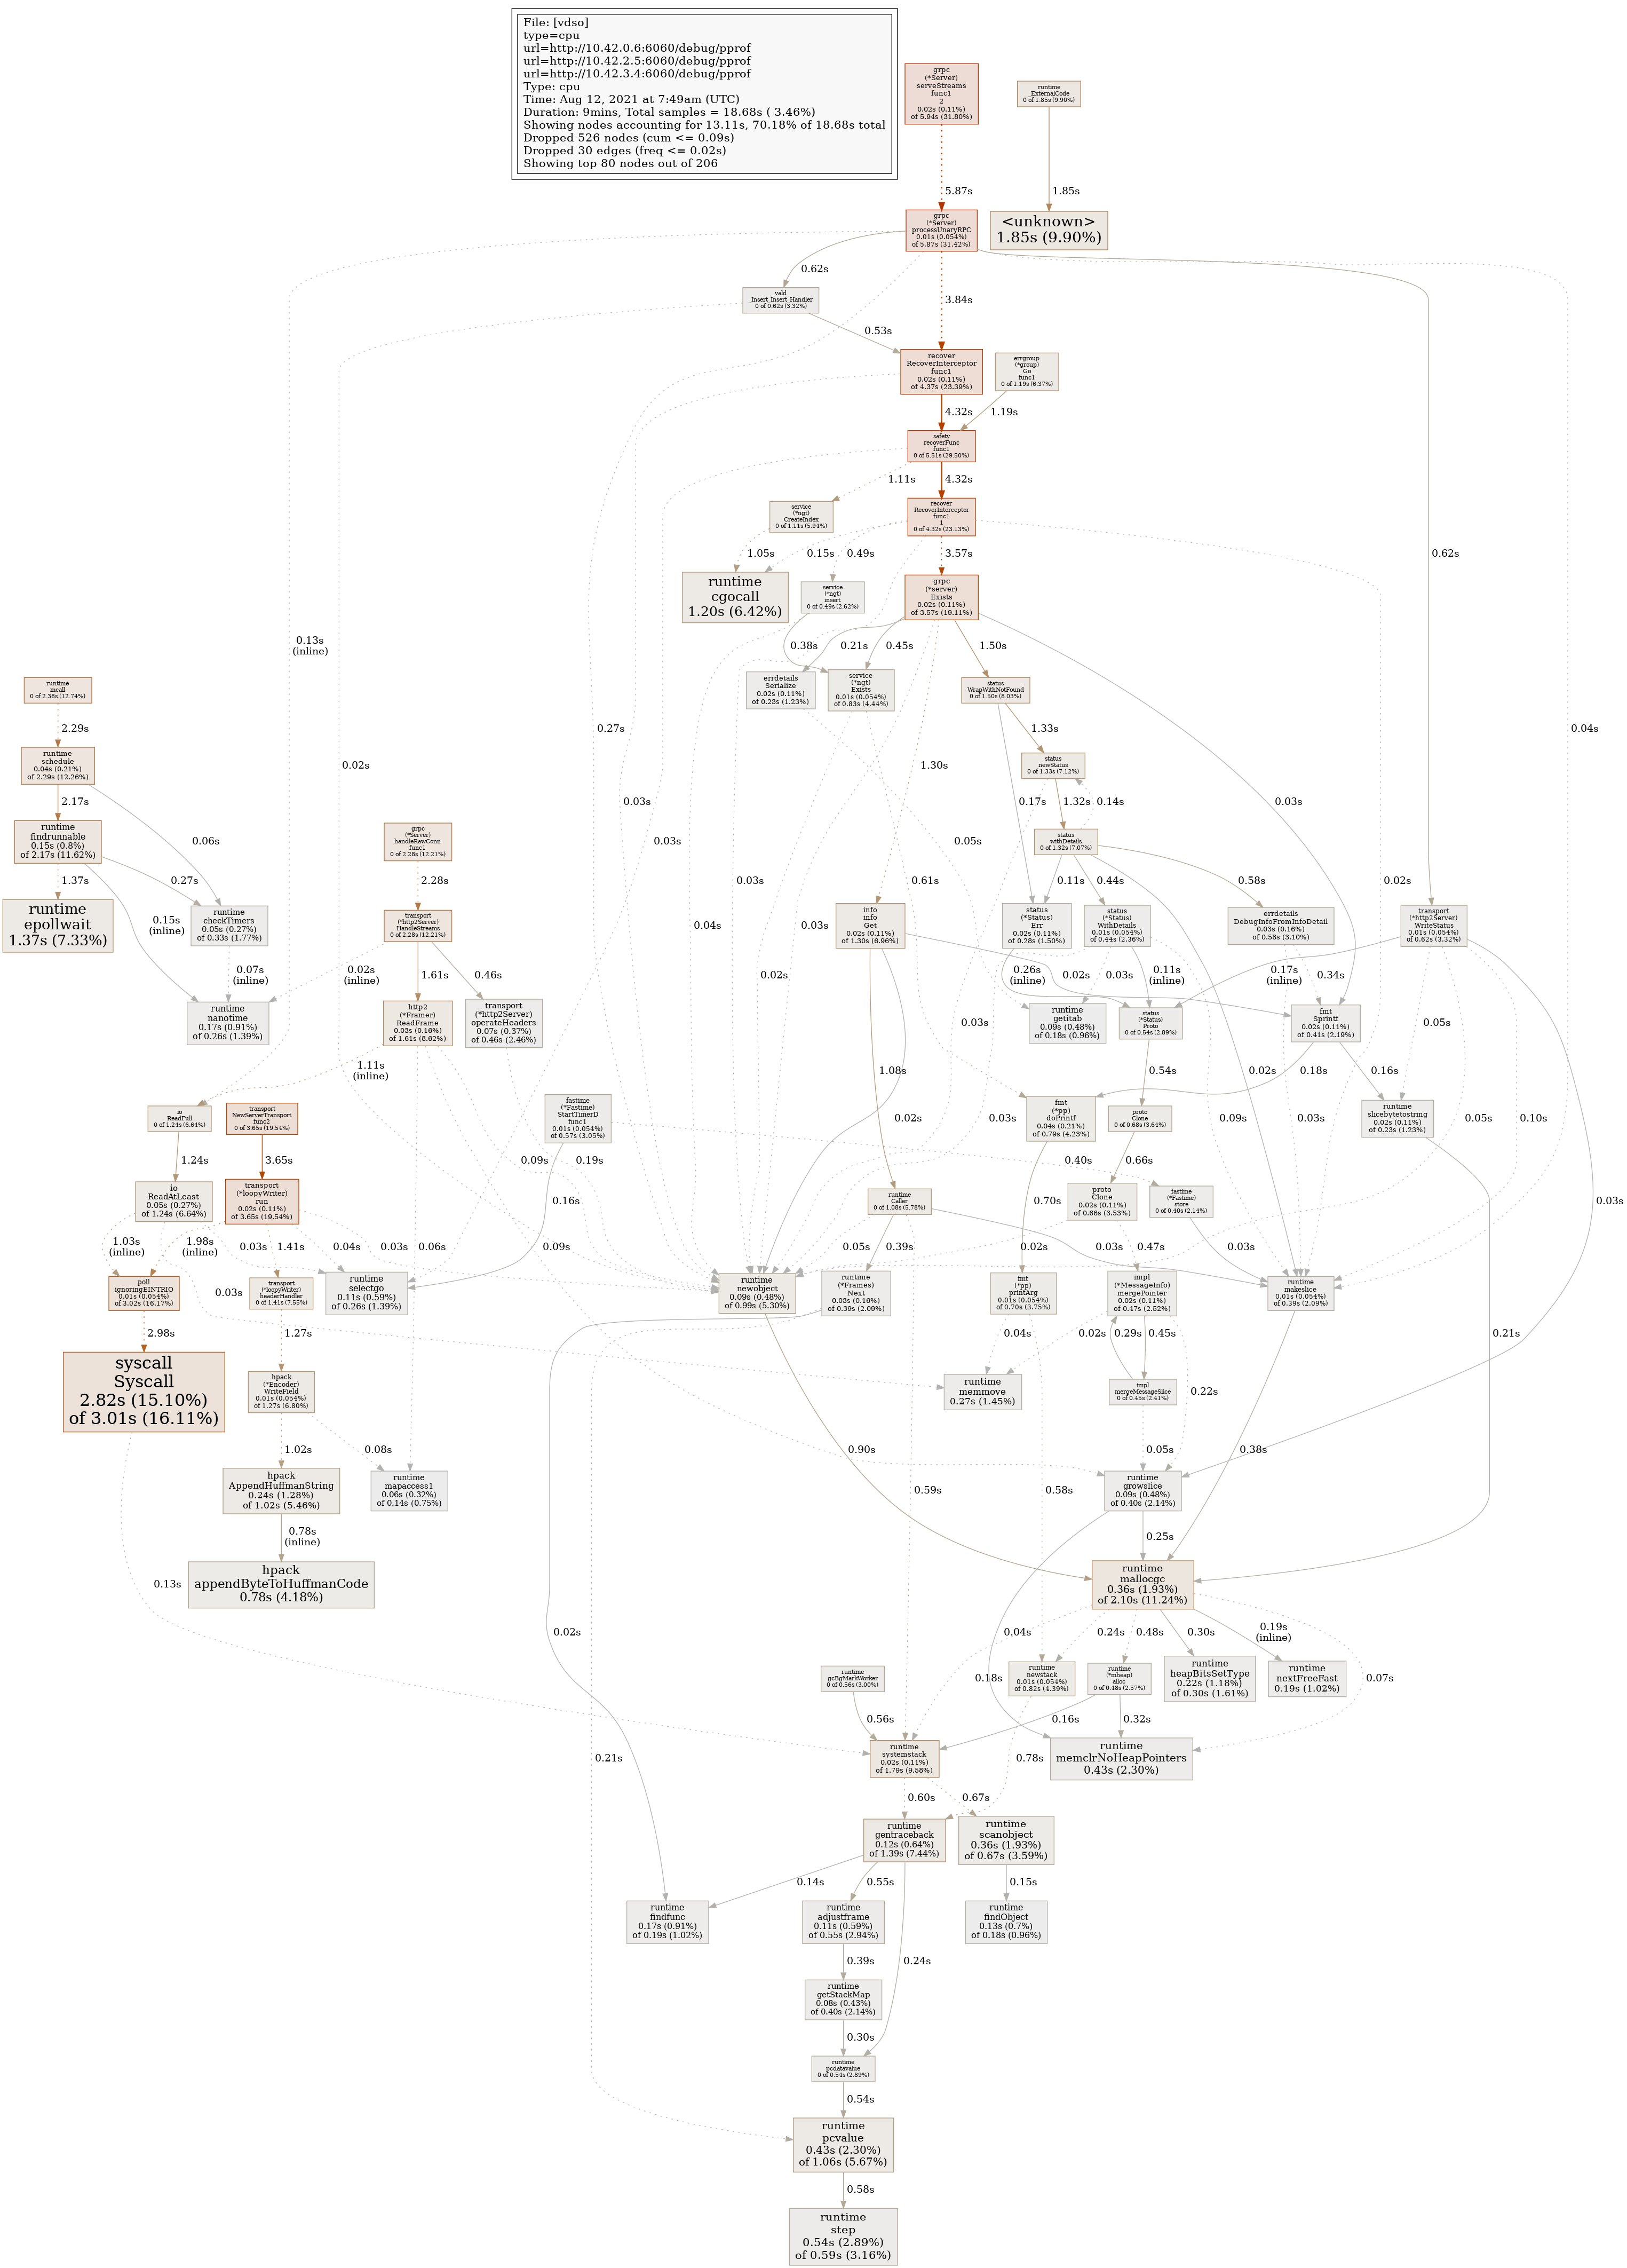 File: [vdso]
type=cpu
url=http://10.42.0.6:6060/debug/pprof
url=http://10.42.2.5:6060/debug/pprof
url=http://10.42.3.4:6060/debug/pprof
Type: cpu
Time: Aug 12, 2021 at 7:49am (UTC)
Duration: 9mins, Total samples = 18.68s ( 3.46%)
Showing nodes accounting for 13.11s, 70.18% of 18.68s total
Dropped 526 nodes (cum <= 0.09s)
Dropped 30 edges (freq <= 0.02s)
Showing top 80 nodes out of 206
grpc
(*Server)
serveStreams
func1
2
0.02s (0.11%)
of 5.94s (31.80%)
runtime
_ExternalCode
0 of 1.85s (9.90%)
5.87s
1.85s
grpc
(*Server)
processUnaryRPC
0.01s (0.054%)
of 5.87s (31.42%)
<unknown>
1.85s (9.90%)
0.62s
vald
_Insert_Insert_Handler
0 of 0.62s (3.32%)
3.84s
0.53s
recover
RecoverInterceptor
func1
0.02s (0.11%)
of 4.37s (23.39%)
errgroup
(*group)
Go
func1
0 of 1.19s (6.37%)
4.32s
1.19s
safety
recoverFunc
func1
0 of 5.51s (29.50%)
1.11s
4.32s
service
(*ngt)
CreateIndex
0 of 1.11s (5.94%)
recover
RecoverInterceptor
func1
1
0 of 4.32s (23.13%)
1.05s
0.15s
0.49s
3.57s
0.62s
runtime
cgocall
1.20s (6.42%)
service
(*ngt)
insert
0 of 0.49s (2.62%)
grpc
(*server)
Exists
0.02s (0.11%)
of 3.57s (19.11%)
0.13s
(inline)
0.38s
0.21s
0.45s
1.50s
runtime
mcall
0 of 2.38s (12.74%)
errdetails
Serialize
0.02s (0.11%)
of 0.23s (1.23%)
service
(*ngt)
Exists
0.01s (0.054%)
of 0.83s (4.44%)
status
WrapWithNotFound
0 of 1.50s (8.03%)
2.29s
0.27s
1.33s
0.04s
runtime
schedule
0.04s (0.21%)
of 2.29s (12.26%)
0.02s
1.30s
status
newStatus
0 of 1.33s (7.12%)
2.17s
0.03s
0.17s
1.32s
0.14s
0.03s
runtime
findrunnable
0.15s (0.8%)
of 2.17s (11.62%)
0.06s
grpc
(*Server)
handleRawConn
func1
0 of 2.28s (12.21%)
0.03s
0.05s
status
withDetails
0 of 1.32s (7.07%)
1.37s
0.27s
2.28s
0.03s
0.61s
0.11s
0.44s
0.58s
0.02s
runtime
epollwait
1.37s (7.33%)
0.15s
(inline)
runtime
checkTimers
0.05s (0.27%)
of 0.33s (1.77%)
transport
(*http2Server)
HandleStreams
0 of 2.28s (12.21%)
0.04s
0.03s
info
info
Get
0.02s (0.11%)
of 1.30s (6.96%)
status
(*Status)
Err
0.02s (0.11%)
of 0.28s (1.50%)
status
(*Status)
WithDetails
0.01s (0.054%)
of 0.44s (2.36%)
errdetails
DebugInfoFromInfoDetail
0.03s (0.16%)
of 0.58s (3.10%)
transport
(*http2Server)
WriteStatus
0.01s (0.054%)
of 0.62s (3.32%)
0.07s
(inline)
0.02s
(inline)
1.61s
0.46s
0.02s
0.26s
(inline)
0.02s
0.03s
0.11s
(inline)
0.17s
(inline)
0.34s
runtime
nanotime
0.17s (0.91%)
of 0.26s (1.39%)
http2
(*Framer)
ReadFrame
0.03s (0.16%)
of 1.61s (8.62%)
transport
(*http2Server)
operateHeaders
0.07s (0.37%)
of 0.46s (2.46%)
runtime
getitab
0.09s (0.48%)
of 0.18s (0.96%)
status
(*Status)
Proto
0 of 0.54s (2.89%)
fmt
Sprintf
0.02s (0.11%)
of 0.41s (2.19%)
0.05s
0.03s
1.11s
(inline)
1.08s
0.54s
0.02s
0.18s
0.16s
io
ReadFull
0 of 1.24s (6.64%)
transport
NewServerTransport
func2
0 of 3.65s (19.54%)
fastime
(*Fastime)
StartTimerD
func1
0.01s (0.054%)
of 0.57s (3.05%)
fmt
(*pp)
doPrintf
0.04s (0.21%)
of 0.79s (4.23%)
proto
Clone
0 of 0.68s (3.64%)
runtime
slicebytetostring
0.02s (0.11%)
of 0.23s (1.23%)
0.02s
0.03s
0.09s
0.03s
0.05s
0.10s
1.24s
3.65s
0.09s
0.19s
0.40s
0.66s
io
ReadAtLeast
0.05s (0.27%)
of 1.24s (6.64%)
transport
(*loopyWriter)
run
0.02s (0.11%)
of 3.65s (19.54%)
0.16s
runtime
Caller
0 of 1.08s (5.78%)
0.70s
proto
Clone
0.02s (0.11%)
of 0.66s (3.53%)
fastime
(*Fastime)
store
0 of 0.40s (2.14%)
0.03s
1.03s
(inline)
1.98s
(inline)
0.03s
1.41s
0.04s
0.03s
0.06s
0.09s
0.05s
0.39s
0.02s
0.03s
0.47s
0.03s
poll
ignoringEINTRIO
0.01s (0.054%)
of 3.02s (16.17%)
0.03s
transport
(*loopyWriter)
headerHandler
0 of 1.41s (7.55%)
runtime
selectgo
0.11s (0.59%)
of 0.26s (1.39%)
runtime
newobject
0.09s (0.48%)
of 0.99s (5.30%)
runtime
(*Frames)
Next
0.03s (0.16%)
of 0.39s (2.09%)
fmt
(*pp)
printArg
0.01s (0.054%)
of 0.70s (3.75%)
impl
(*MessageInfo)
mergePointer
0.02s (0.11%)
of 0.47s (2.52%)
runtime
makeslice
0.01s (0.054%)
of 0.39s (2.09%)
2.98s
1.27s
0.04s
0.02s
0.29s
0.45s
0.21s
syscall
Syscall
2.82s (15.10%)
of 3.01s (16.11%)
hpack
(*Encoder)
WriteField
0.01s (0.054%)
of 1.27s (6.80%)
runtime
memmove
0.27s (1.45%)
impl
mergeMessageSlice
0 of 0.45s (2.41%)
0.22s
1.02s
0.08s
0.90s
0.05s
0.38s
hpack
AppendHuffmanString
0.24s (1.28%)
of 1.02s (5.46%)
runtime
mapaccess1
0.06s (0.32%)
of 0.14s (0.75%)
0.59s
0.58s
runtime
growslice
0.09s (0.48%)
of 0.40s (2.14%)
0.78s
(inline)
0.25s
0.13s
hpack
appendByteToHuffmanCode
0.78s (4.18%)
runtime
mallocgc
0.36s (1.93%)
of 2.10s (11.24%)
0.02s
0.04s
0.24s
0.48s
0.30s
0.19s
(inline)
runtime
gcBgMarkWorker
0 of 0.56s (3.00%)
0.18s
runtime
newstack
0.01s (0.054%)
of 0.82s (4.39%)
runtime
(*mheap)
alloc
0 of 0.48s (2.57%)
runtime
heapBitsSetType
0.22s (1.18%)
of 0.30s (1.61%)
runtime
nextFreeFast
0.19s (1.02%)
0.07s
0.56s
0.16s
0.32s
0.21s
runtime
systemstack
0.02s (0.11%)
of 1.79s (9.58%)
0.78s
runtime
memclrNoHeapPointers
0.43s (2.30%)
0.60s
0.67s
runtime
gentraceback
0.12s (0.64%)
of 1.39s (7.44%)
runtime
scanobject
0.36s (1.93%)
of 0.67s (3.59%)
0.14s
0.55s
0.15s
runtime
findfunc
0.17s (0.91%)
of 0.19s (1.02%)
runtime
adjustframe
0.11s (0.59%)
of 0.55s (2.94%)
runtime
findObject
0.13s (0.7%)
of 0.18s (0.96%)
0.39s
0.24s
runtime
getStackMap
0.08s (0.43%)
of 0.40s (2.14%)
0.30s
runtime
pcdatavalue
0 of 0.54s (2.89%)
0.54s
runtime
pcvalue
0.43s (2.30%)
of 1.06s (5.67%)
0.58s
runtime
step
0.54s (2.89%)
of 0.59s (3.16%)